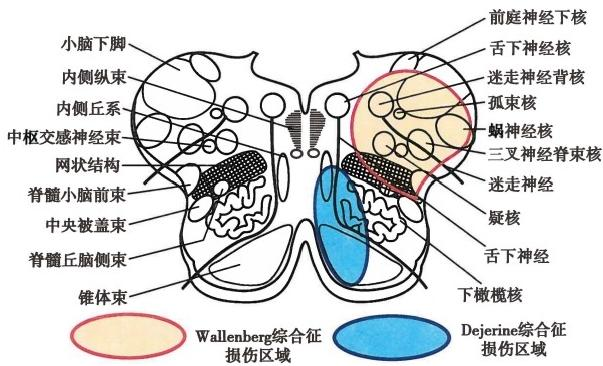 小脑下脚
内侧纵束
内侧丘系
中枢交感神经束
网状结构
脊髓小脑前束
中央被盖束
脊髓丘脑侧束
锥体束
前庭神经下核
舌下神经核
迷走神经背核
孤束核
蜗神经核
三叉神经脊束核
迷走神经
疑核
舌下神经
下橄榄核
Wallenberg综合征
损伤区域
Dejerine综合征
损伤区域